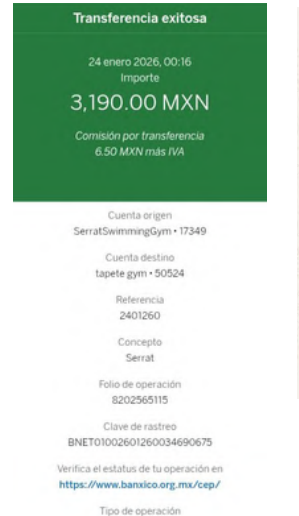 Transferencia exitosa
24 enero 2026, 00:16
Importe
3,190.00 MXN
Comisión por transferencia
6.50 MXN más IVA
Cuenta origen
SerratSwimmingGym • 17349
Cuenta destino
tapete gym • 50524
Referencia
2401260
Concepto
Serrat
Folio de operación
8202565115
Clave de rastreo
BNET01002601260034690675
Verifica el estatus de tu operación en
https://www.banxico.org.mx/cep/
Tipo de operación